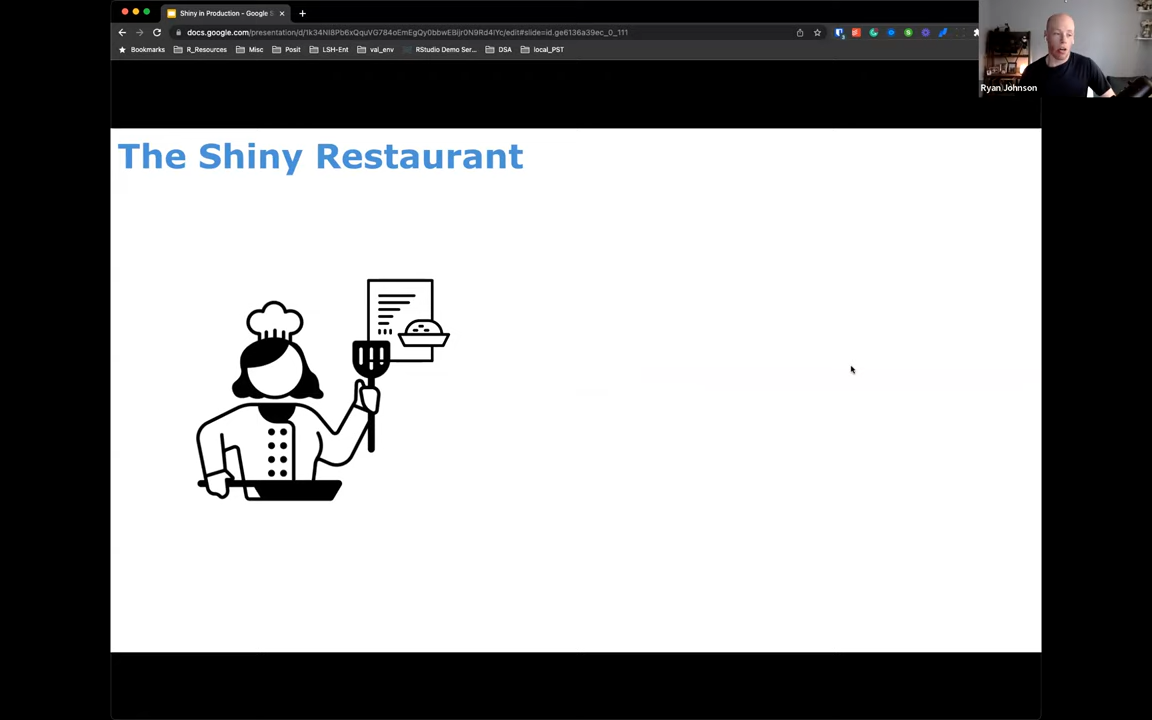 Shiny in Production - Google S
docs.google.com/presentation/d/1k34NI8Pb6xQquVG784oEmEgQy0bbwEBijr0N9Rd4lYc/edit#slide=id.ge6136a39ec_0_111
Bookmarks R_Resources Misc Posit LSH-Ent val_env RStudio Demo Ser... DSA local_PST
Ryan Johnson
The Shiny Restaurant